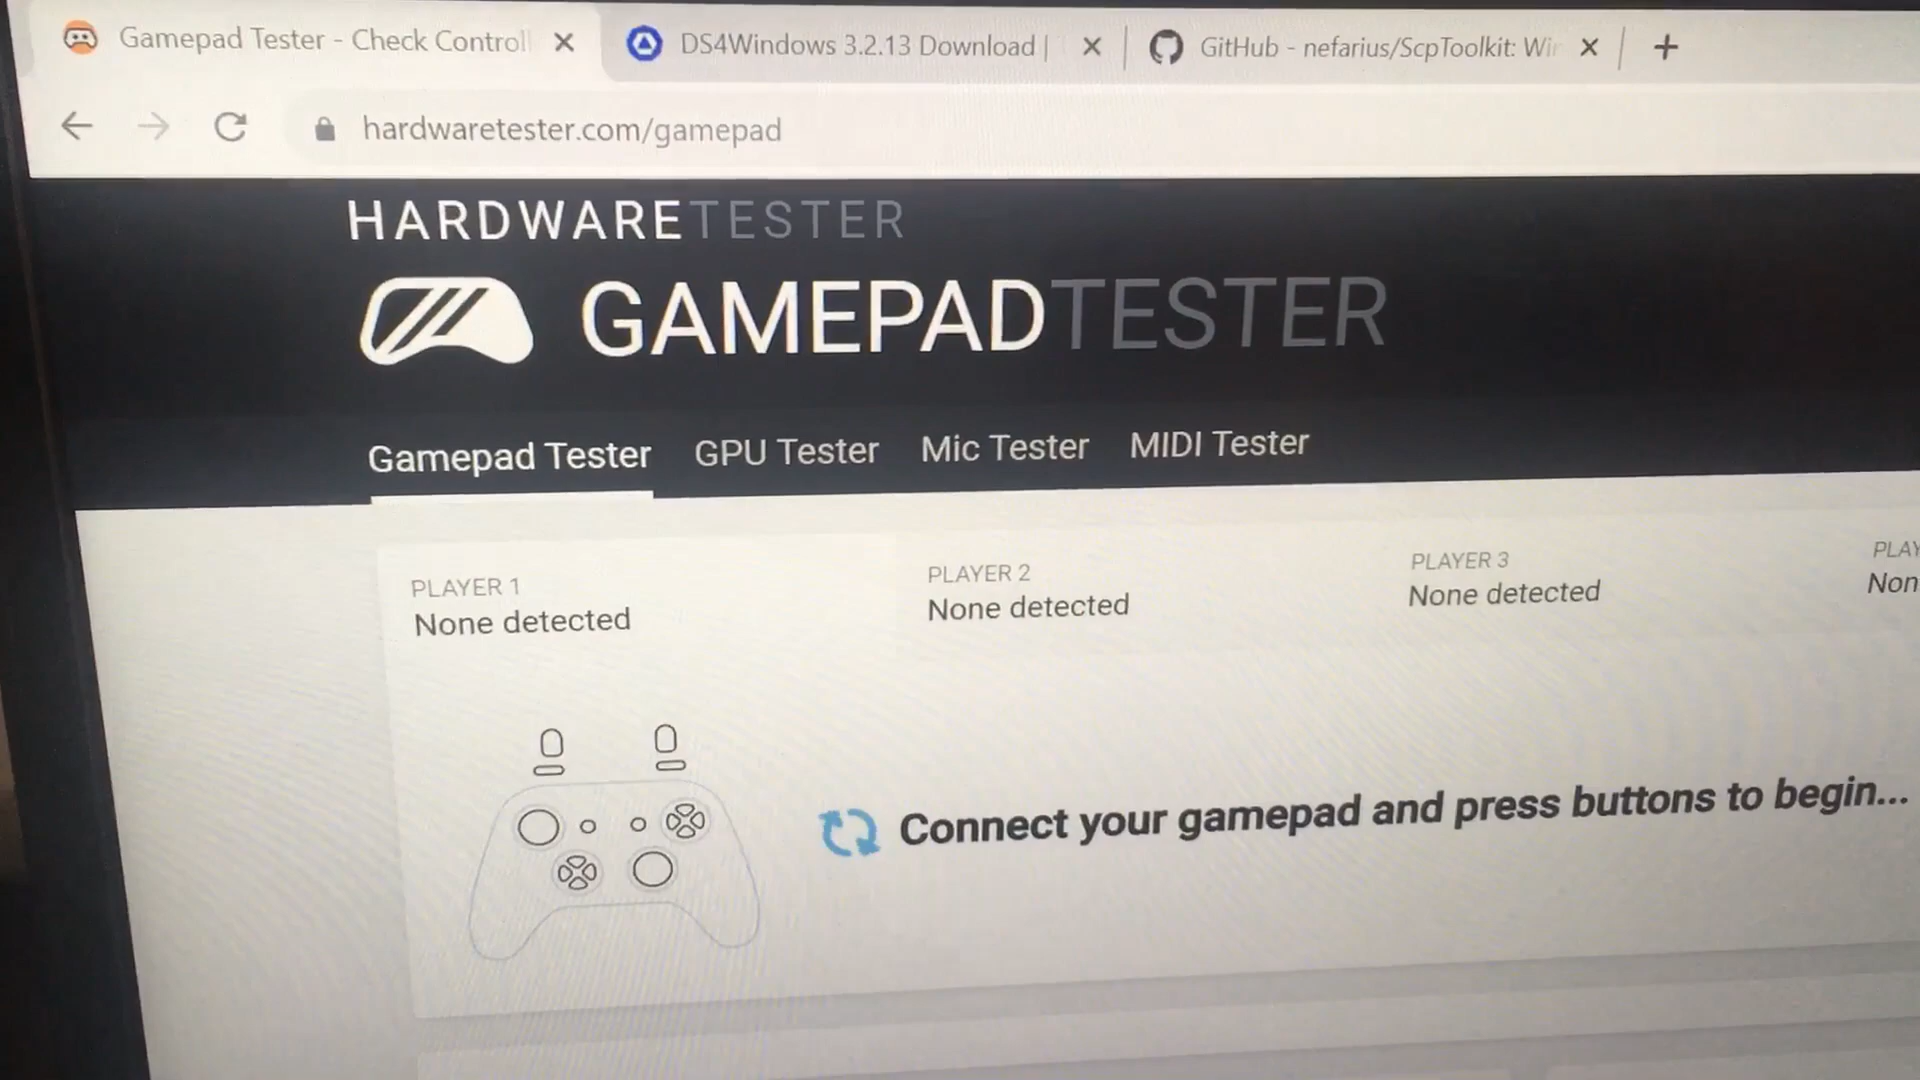 Gamepad Tester - Check Controll
DS4Windows 3.2.13 Download |
GitHub - nefarius/ScpToolkit: Win
hardwaretester.com/gamepad
HARDWARETESTER
GAMEPADTESTER
Gamepad Tester
GPU Tester
Mic Tester
MIDI Tester
PLAYER 1
None detected
PLAYER 2
None detected
PLAYER 3
None detected
PLAY
Non
Connect your gamepad and press buttons to begin...